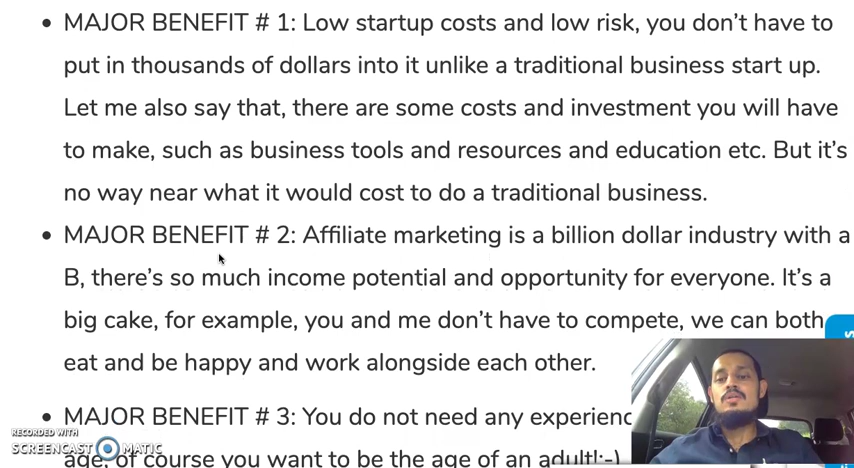 MAJOR BENEFIT # 1: Low startup costs and low risk, you don’t have to
put in thousands of dollars into it unlike a traditional business start up.
Let me also say that, there are some costs and investment you will have
to make, such as business tools and resources and education etc. But it’s
no way near what it would cost to do a traditional business.
MAJOR BENEFIT # 2: Affiliate marketing is a billion dollar industry with a
B, there’s so much income potential and opportunity for everyone. It’s a
big cake, for example, you and me don’t have to compete, we can both
eat and be happy and work alongside each other.
MAJOR BENEFIT # 3: You do not need any
age, of course you want to be the age of an adult!:-)
RECORDED WITH
SCREENCAST MATIC